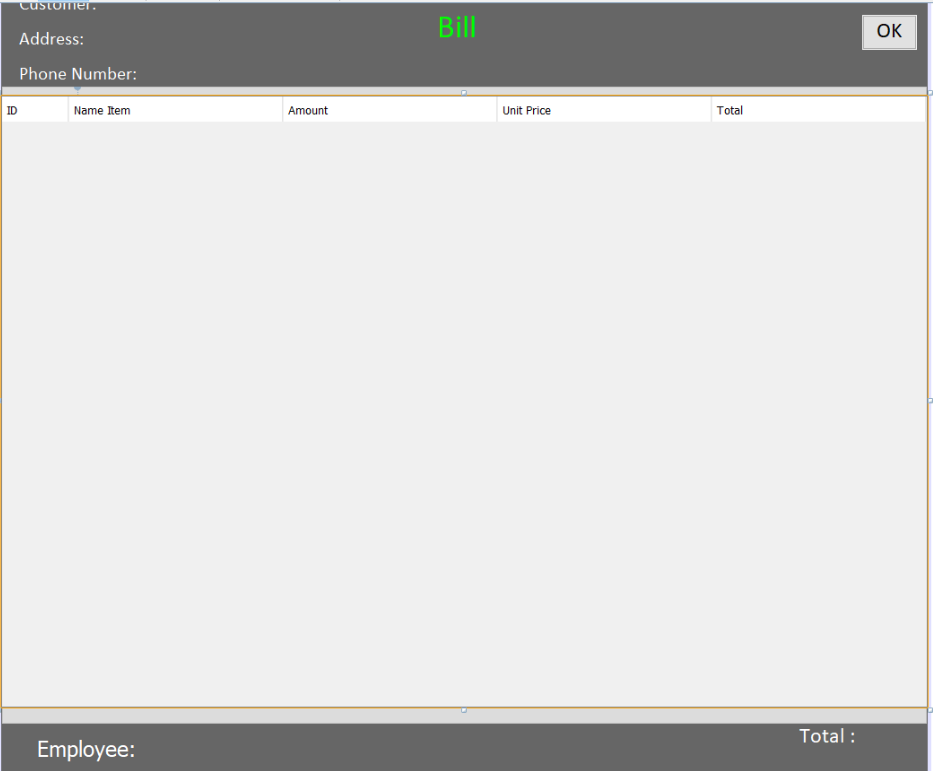 Customer:
Bill
OK
Address:
Phone Number:
ID Name Item Amount Unit Price Total
Total :
Employee: